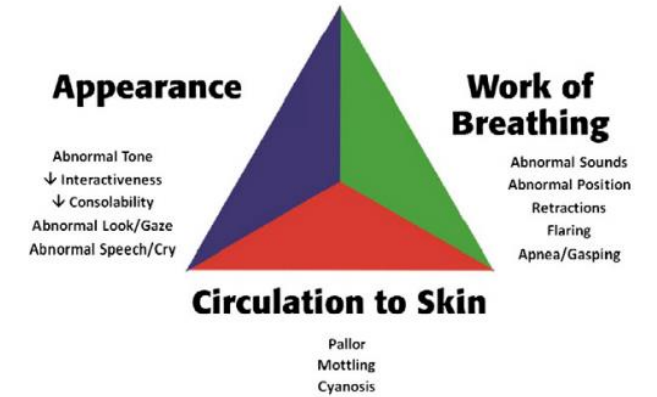 Appearance
Abnormal Tone
↓ Interactiveness
↓ Consolability
Abnormal Look/Gaze
Abnormal Speech/Cry
Work of
Breathing
Abnormal Sounds
Abnormal Position
Retractions
Flaring
Apnea/Gasping
Circulation to Skin
Pallor
Mottling
Cyanosis